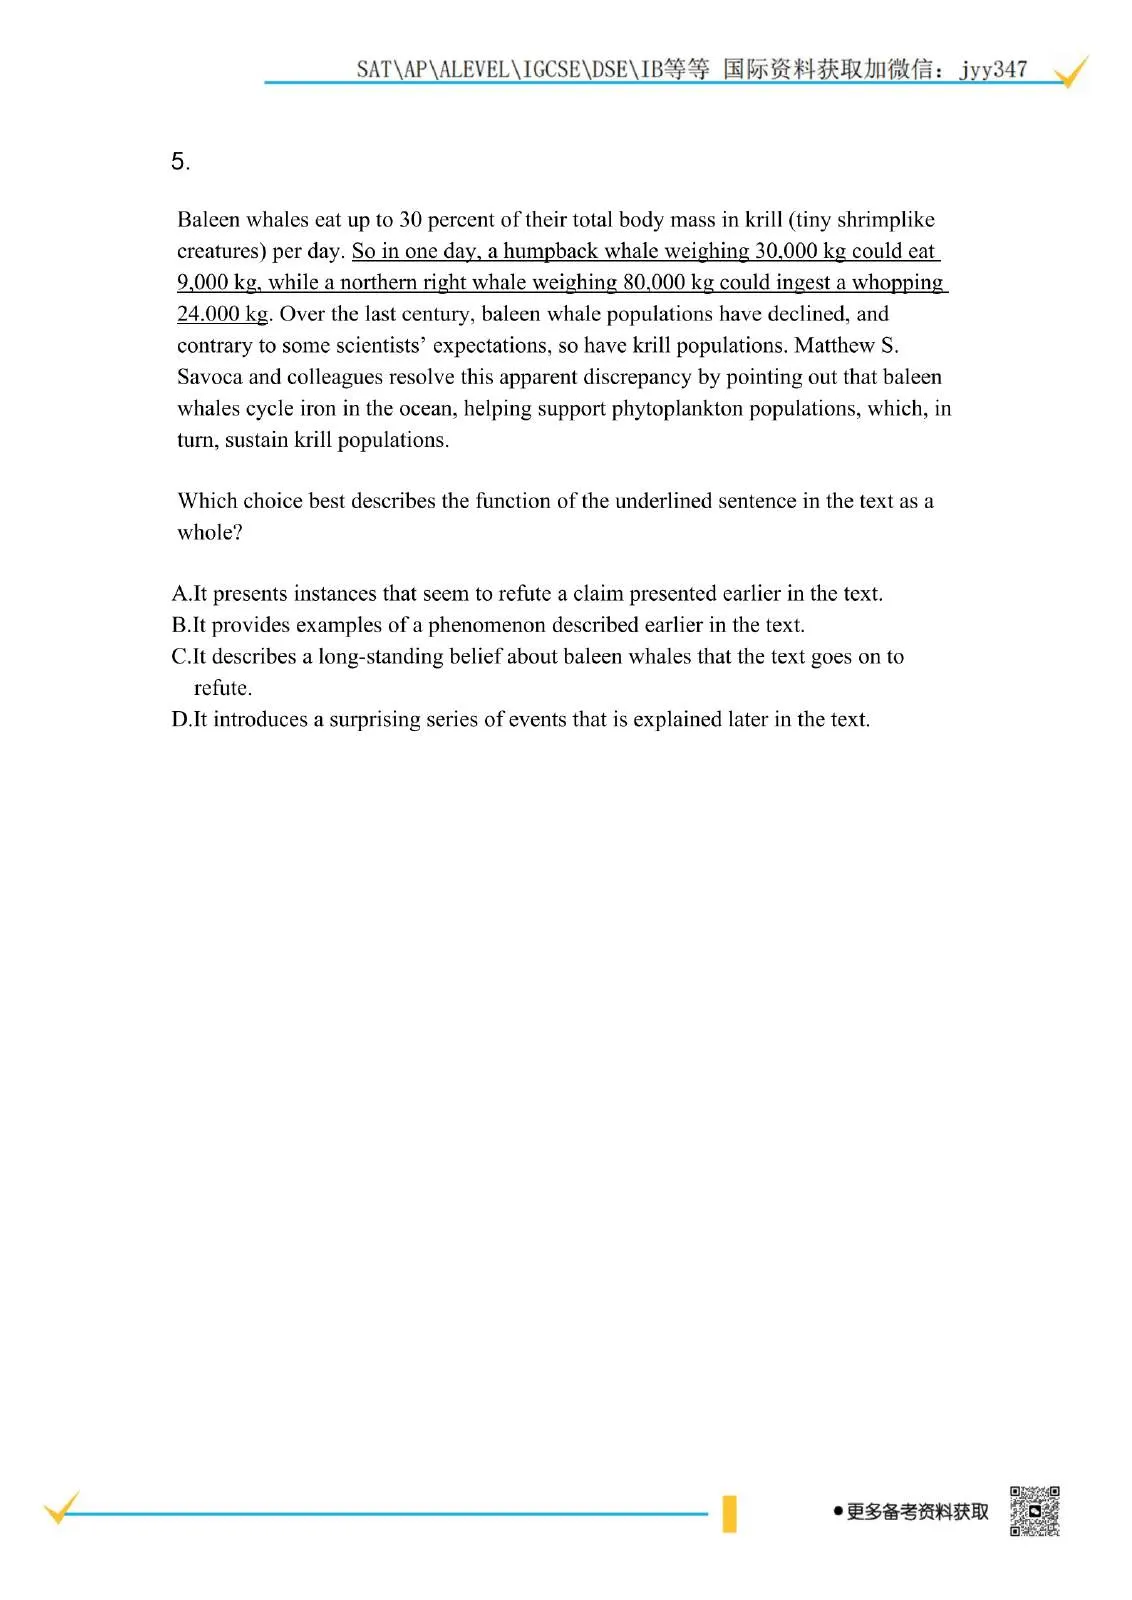 SAT\AP\ALEVEL\IGCSE\DSE\IB等等 国际资料获取加微信：jyy347
5.
Baleen whales eat up to 30 percent of their total body mass in krill (tiny shrimplike
creatures) per day. So in one day, a humpback whale weighing 30,000 kg could eat
9,000 kg, while a northern right whale weighing 80,000 kg could ingest a whopping
24.000 kg. Over the last century, baleen whale populations have declined, and
contrary to some scientists’ expectations, so have krill populations. Matthew S.
Savoca and colleagues resolve this apparent discrepancy by pointing out that baleen
whales cycle iron in the ocean, helping support phytoplankton populations, which, in
turn, sustain krill populations.
Which choice best describes the function of the underlined sentence in the text as a
whole?
A.It presents instances that seem to refute a claim presented earlier in the text.
B.It provides examples of a phenomenon described earlier in the text.
C.It describes a long-standing belief about baleen whales that the text goes on to
refute.
D.It introduces a surprising series of events that is explained later in the text.
●更多备考资料获取